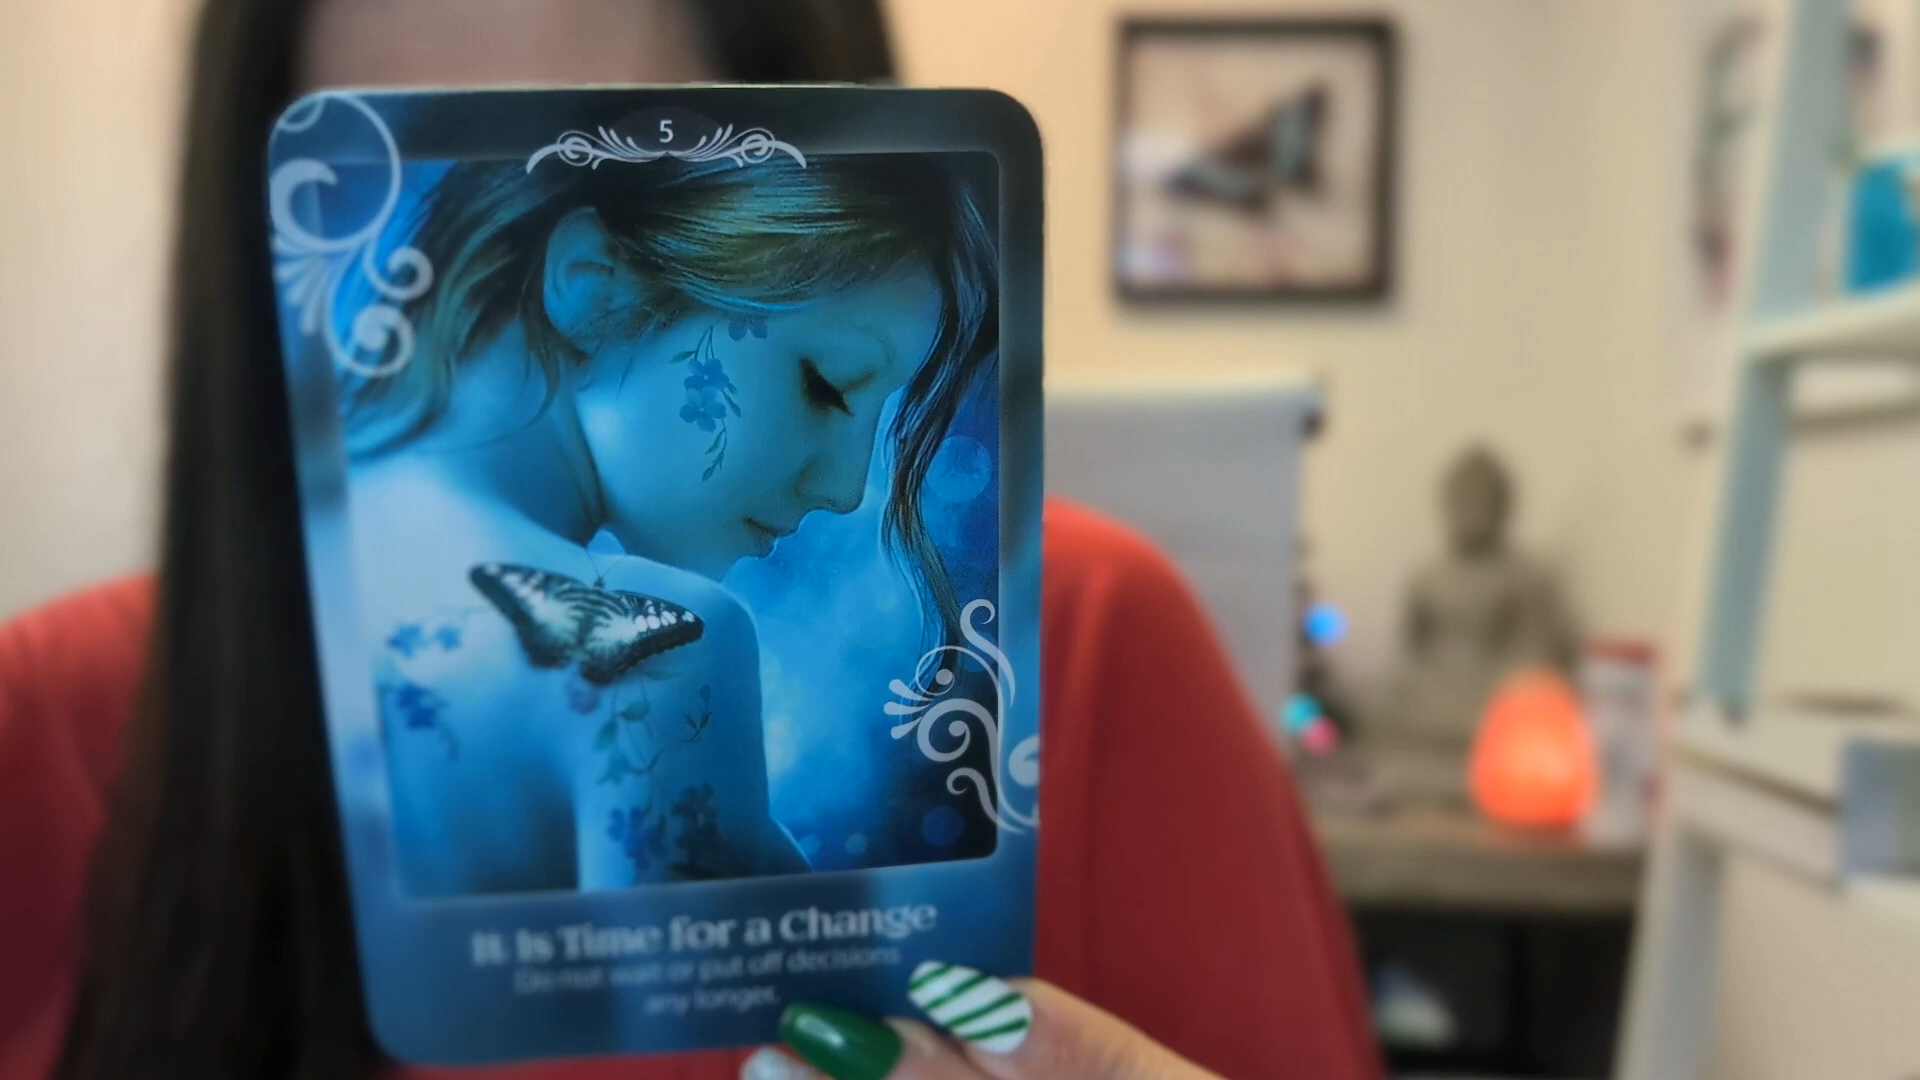 5
It Is Time for a Change
Do not wait or put off decisions
any longer.